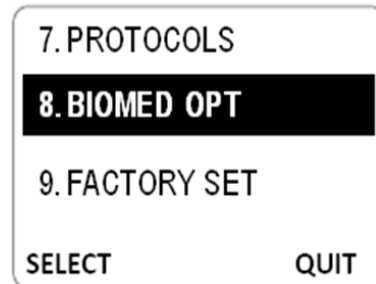 7. PROTOCOLS
8. BIOMED OPT
9. FACTORY SET
SELECT QUIT